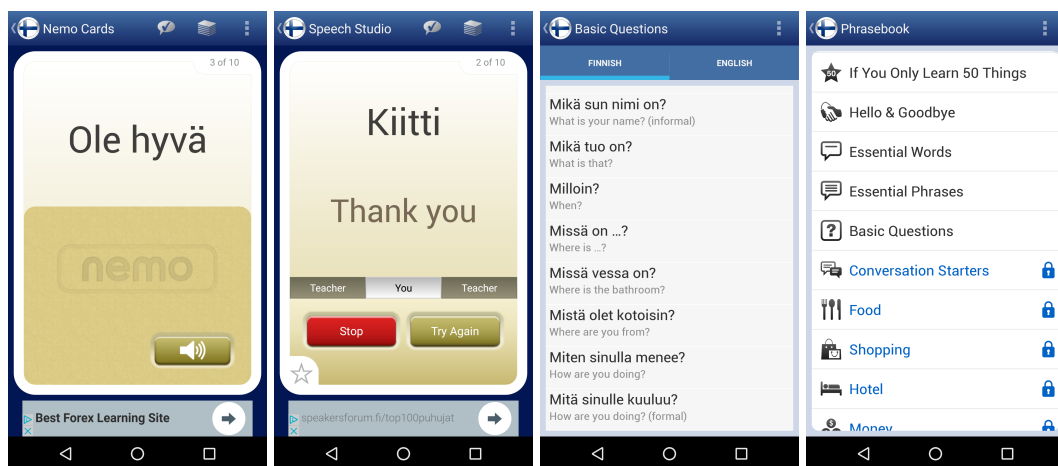 Nemo Cards
3 of 10
Ole hyvä
nemo
Best Forex Learning Site
Speech Studio
2 of 10
Kiitti
Thank you
Teacher You Teacher
Stop Try Again
speakersforum.fi/top100puhujat
Basic Questions
FINNISH ENGLISH
Mikä sun nimi on?
What is your name? (informal)
Mikä tuo on?
What is that?
Milloin?
When?
Missä on ...?
Where is ...?
Missä vessa on?
Where is the bathroom?
Mistä olet kotoisin?
Where are you from?
Miten sinulla menee?
How are you doing?
Mitä sinulle kuuluu?
How are you doing? (formal)
Phrasebook
50 If You Only Learn 50 Things
Hello & Goodbye
Essential Words
Essential Phrases
? Basic Questions
Conversation Starters
Food
Shopping
Hotel
Money